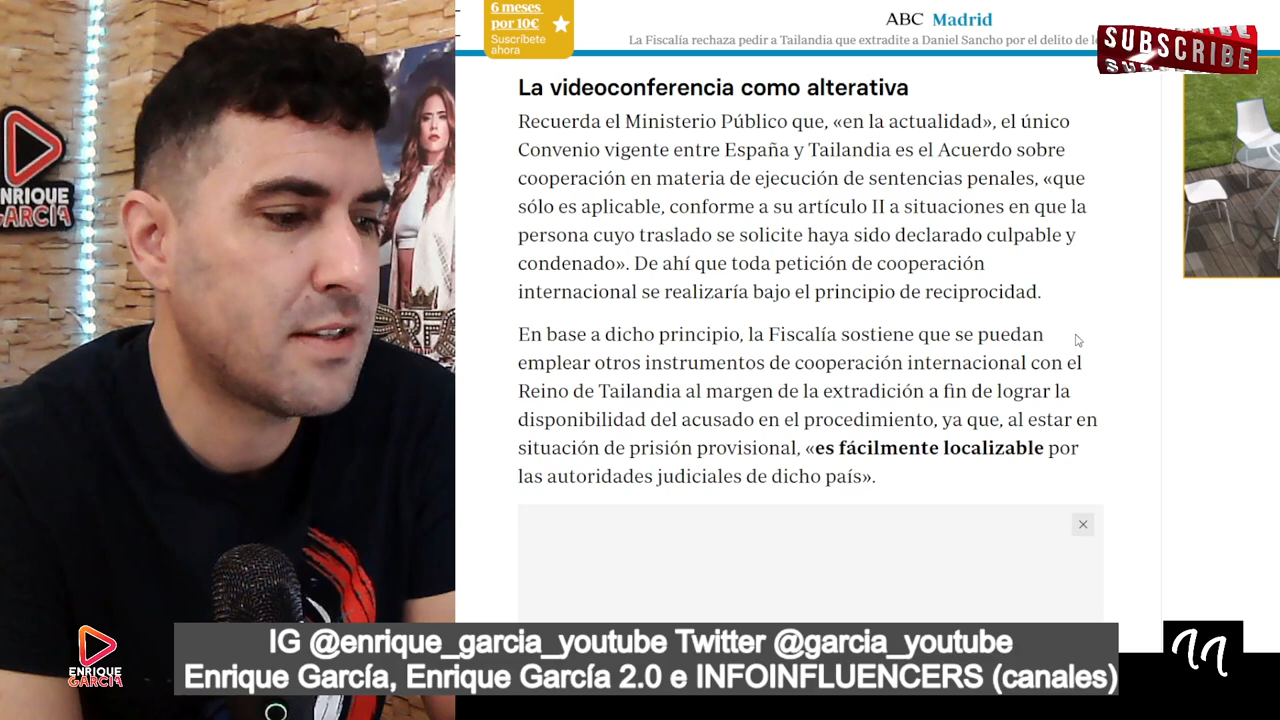 6 meses
por 10€
Suscríbete
ahora
ABC Madrid
La Fiscalía rechaza pedir a Tailandia que extradite a Daniel Sancho por el delito de
SUBSCRIBE
La videoconferencia como alterativa
Recuerda el Ministerio Público que, «en la actualidad», el único
Convenio vigente entre España y Tailandia es el Acuerdo sobre
cooperación en materia de ejecución de sentencias penales, «que
sólo es aplicable, conforme a su artículo II a situaciones en que la
persona cuyo traslado se solicite haya sido declarado culpable y
condenado». De ahí que toda petición de cooperación
internacional se realizaría bajo el principio de reciprocidad.
En base a dicho principio, la Fiscalía sostiene que se puedan
emplear otros instrumentos de cooperación internacional con el
Reino de Tailandia al margen de la extradición a fin de lograr la
disponibilidad del acusado en el procedimiento, ya que, al estar en
situación de prisión provisional, «es fácilmente localizable por
las autoridades judiciales de dicho país».
ENRIQUE
GARCÍA
IG @enrique_garcia_youtube Twitter @garcia_youtube
Enrique García, Enrique García 2.0 e INFOINFLUENCERS (canales)
ENRIQUE
GARCÍA